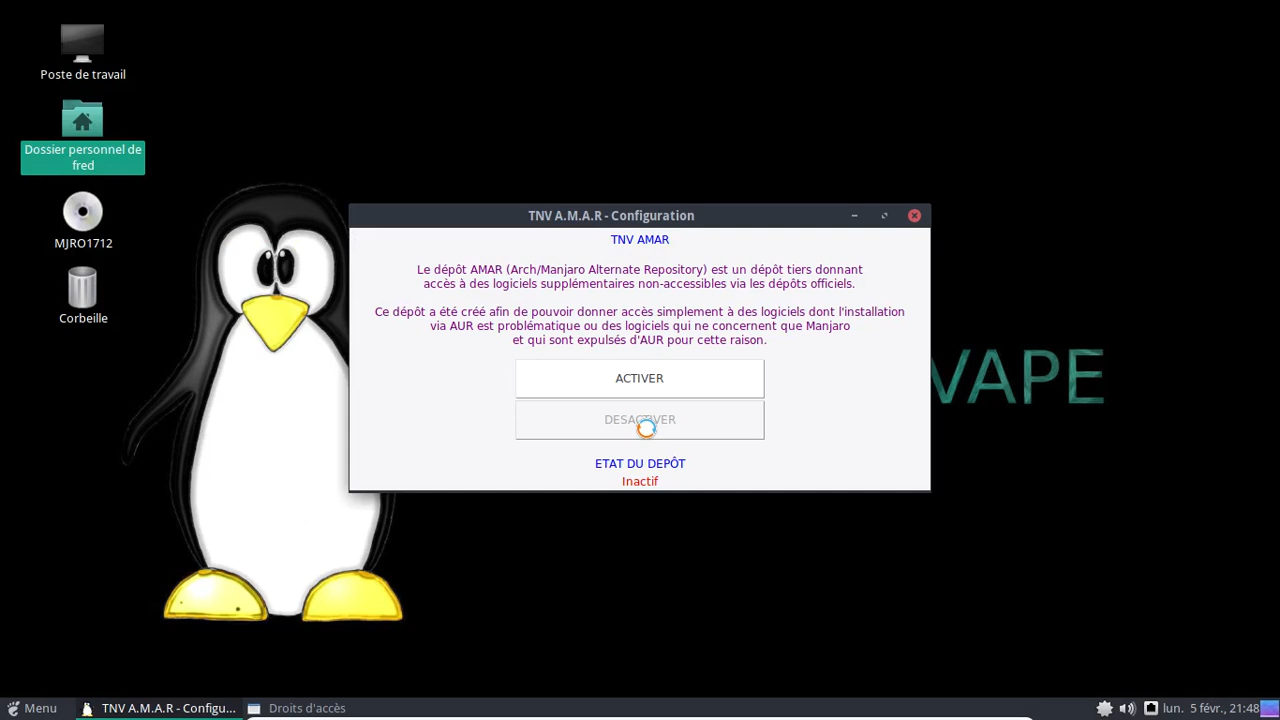 Poste de travail
Dossier personnel de
fred
MJRO1712
Corbeille
TNV A.M.A.R - Configuration
TNV AMAR
Le dépôt AMAR (Arch/Manjaro Alternate Repository) est un dépôt tiers donnant
accès à des logiciels supplémentaires non-accessibles via les dépôts officiels.
Ce dépôt a été créé afin de pouvoir donner accès simplement à des logiciels dont l'installation
via AUR est problématique ou des logiciels qui ne concernent que Manjaro
et qui sont expulsés d'AUR pour cette raison.
ACTIVER
DESACTIVER
ETAT DU DEPÔT
Inactif
VAPE
Menu
TNV A.M.A.R - Configu...
Droits d'accès
lun. 5 févr., 21:48